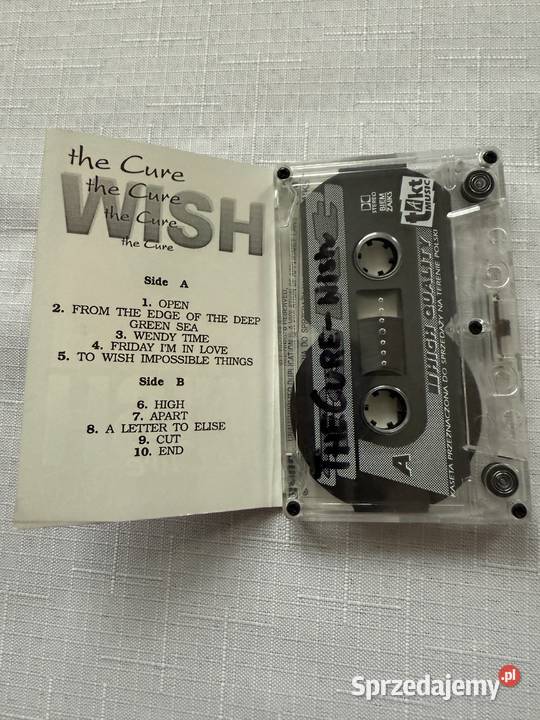 the Cure
the Cure
the Cure
the Cure
WISH
Side A
1. OPEN
2. FROM THE EDGE OF THE DEEP
GREEN SEA
3. WENDY TIME
4. FRIDAY I'M IN LOVE
5. TO WISH IMPOSSIBLE THINGS
Side B
6. HIGH
7. APART
8. A LETTER TO ELISE
9. CUT
10. END
THE CURE - Wish
A
STEREO
BIEM
ZAIKS
takt
MUSIC
HIGH QUALITY
KASETA PRZEZNACZONA DO SPRZEDAŻY NA TERENIE POLSKI
Sprzedajemy.pl